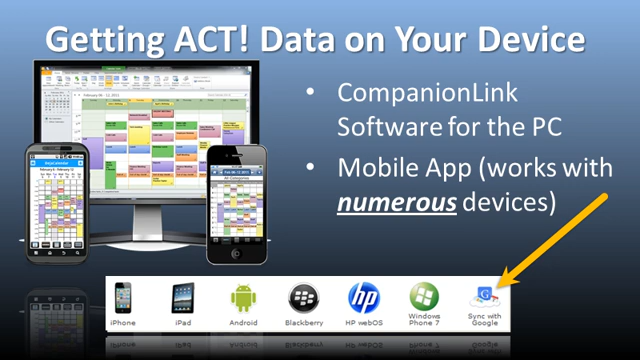 Getting ACT! Data on Your Device
• CompanionLink
Software for the PC
• Mobile App (works with
numerous devices)
iPhone
iPad
Android
Blackberry
HP webOS
Windows
Phone 7
Sync with
Google